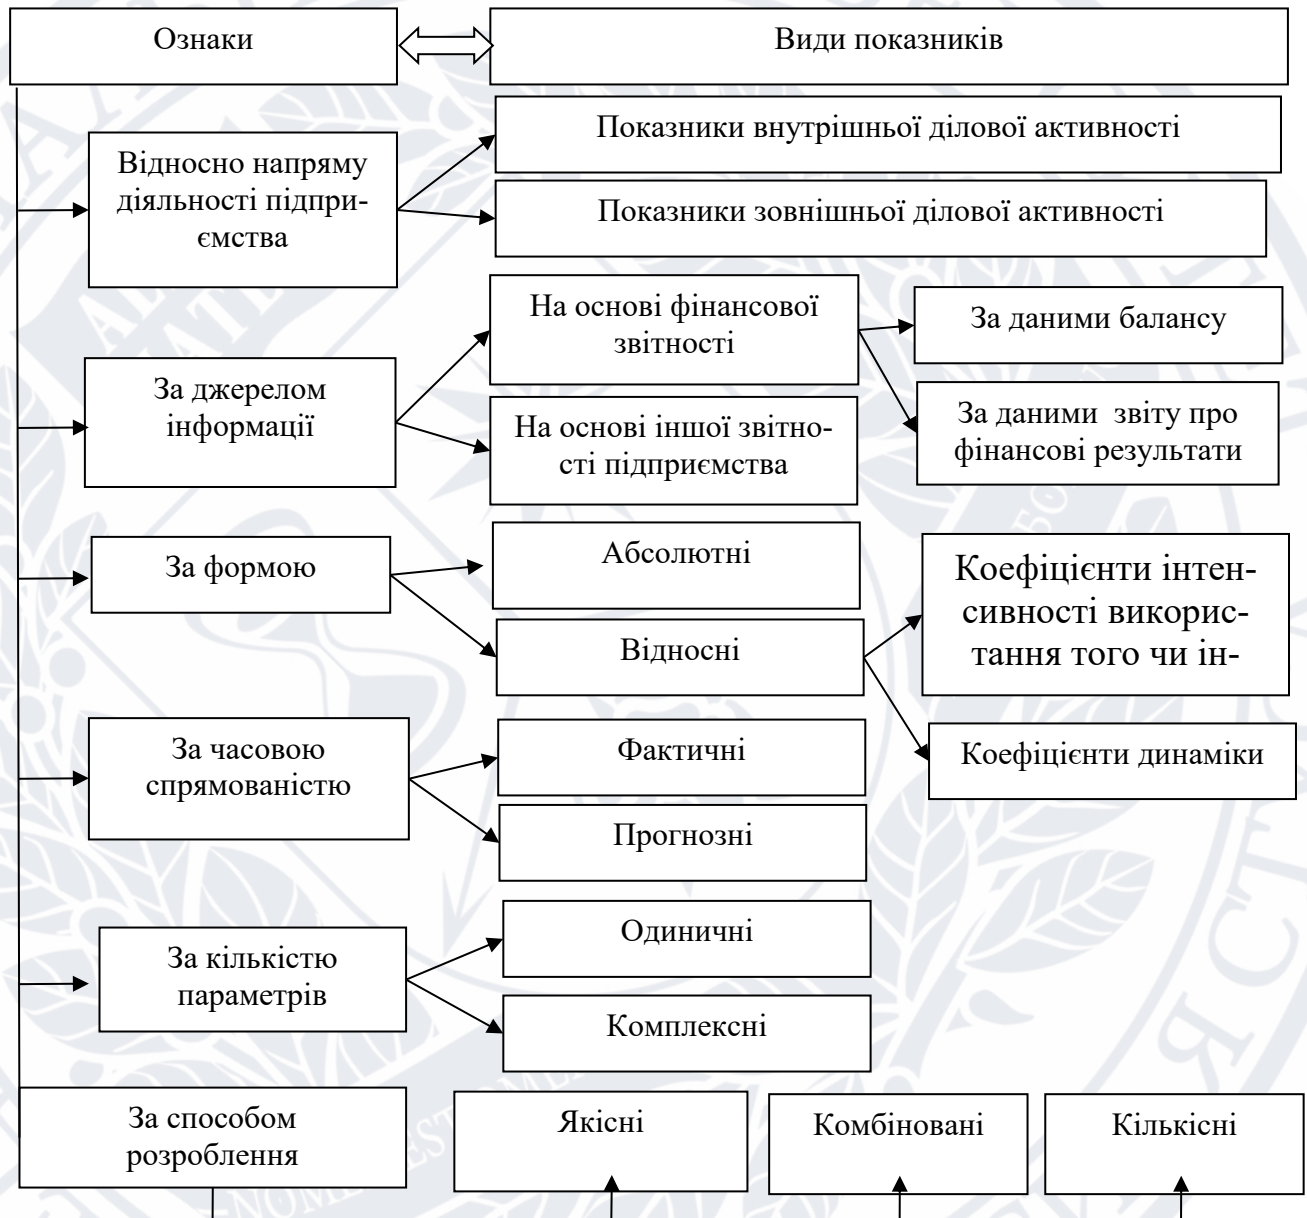 Ознаки
Види показників
Відносно напряму
діяльності підпри-
ємства
Показники внутрішньої ділової активності
Показники зовнішньої ділової активності
За джерелом
інформації
На основі фінансової
звітності
На основі іншої звітно-
сті підприємства
За даними балансу
За даними звіту про
фінансові результати
За формою
Абсолютні
Відносні
Коефіцієнти інтен-
сивності викорис-
тання того чи ін-
Коефіцієнти динаміки
За часовою
спрямованістю
Фактичні
Прогнозні
За кількістю
параметрів
Одиничні
Комплексні
За способом
розроблення
Якісні
Комбіновані
Кількісні